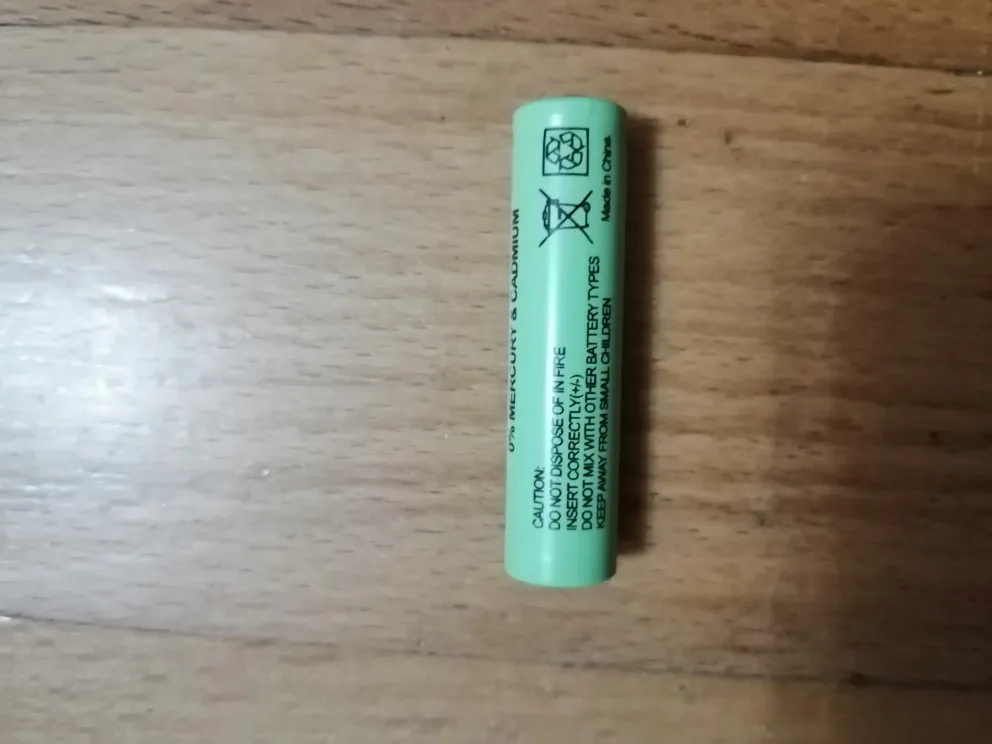 0% MERCURY & CADMIUM
CAUTION:
DO NOT DISPOSE OF IN FIRE
INSERT CORRECTLY(+/-)
DO NOT MIX WITH OTHER BATTERY TYPES
KEEP AWAY FROM SMALL CHILDREN
Made in China